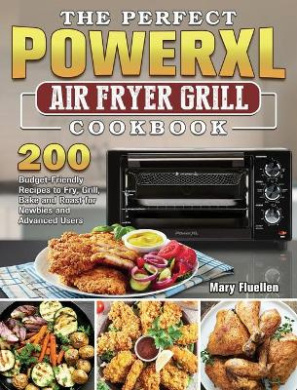 THE PERFECT
POWERXL
AIR FRYER GRILL
COOKBOOK
200
Budget-Friendly
Recipes to Fry, Grill,
Bake and Roast for
Newbies and
Advanced Users
PowerXL
Mary Fluellen